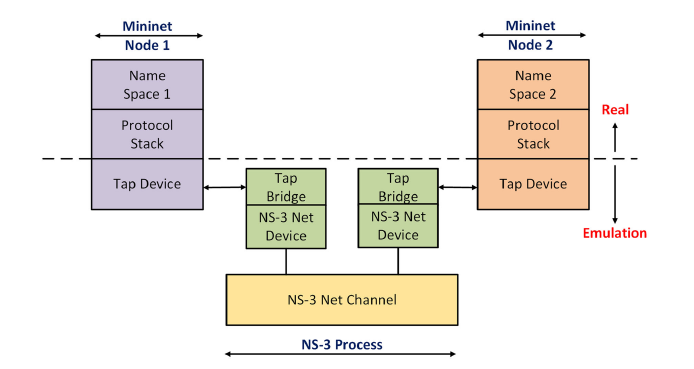 Mininet
Node 1
Mininet
Node 2
Name
Space 1
Name
Space 2
Real
Protocol
Stack
Protocol
Stack
Tap Device
Tap
Bridge
Tap
Bridge
Tap Device
NS-3 Net
Device
NS-3 Net
Device
Emulation
NS-3 Net Channel
NS-3 Process